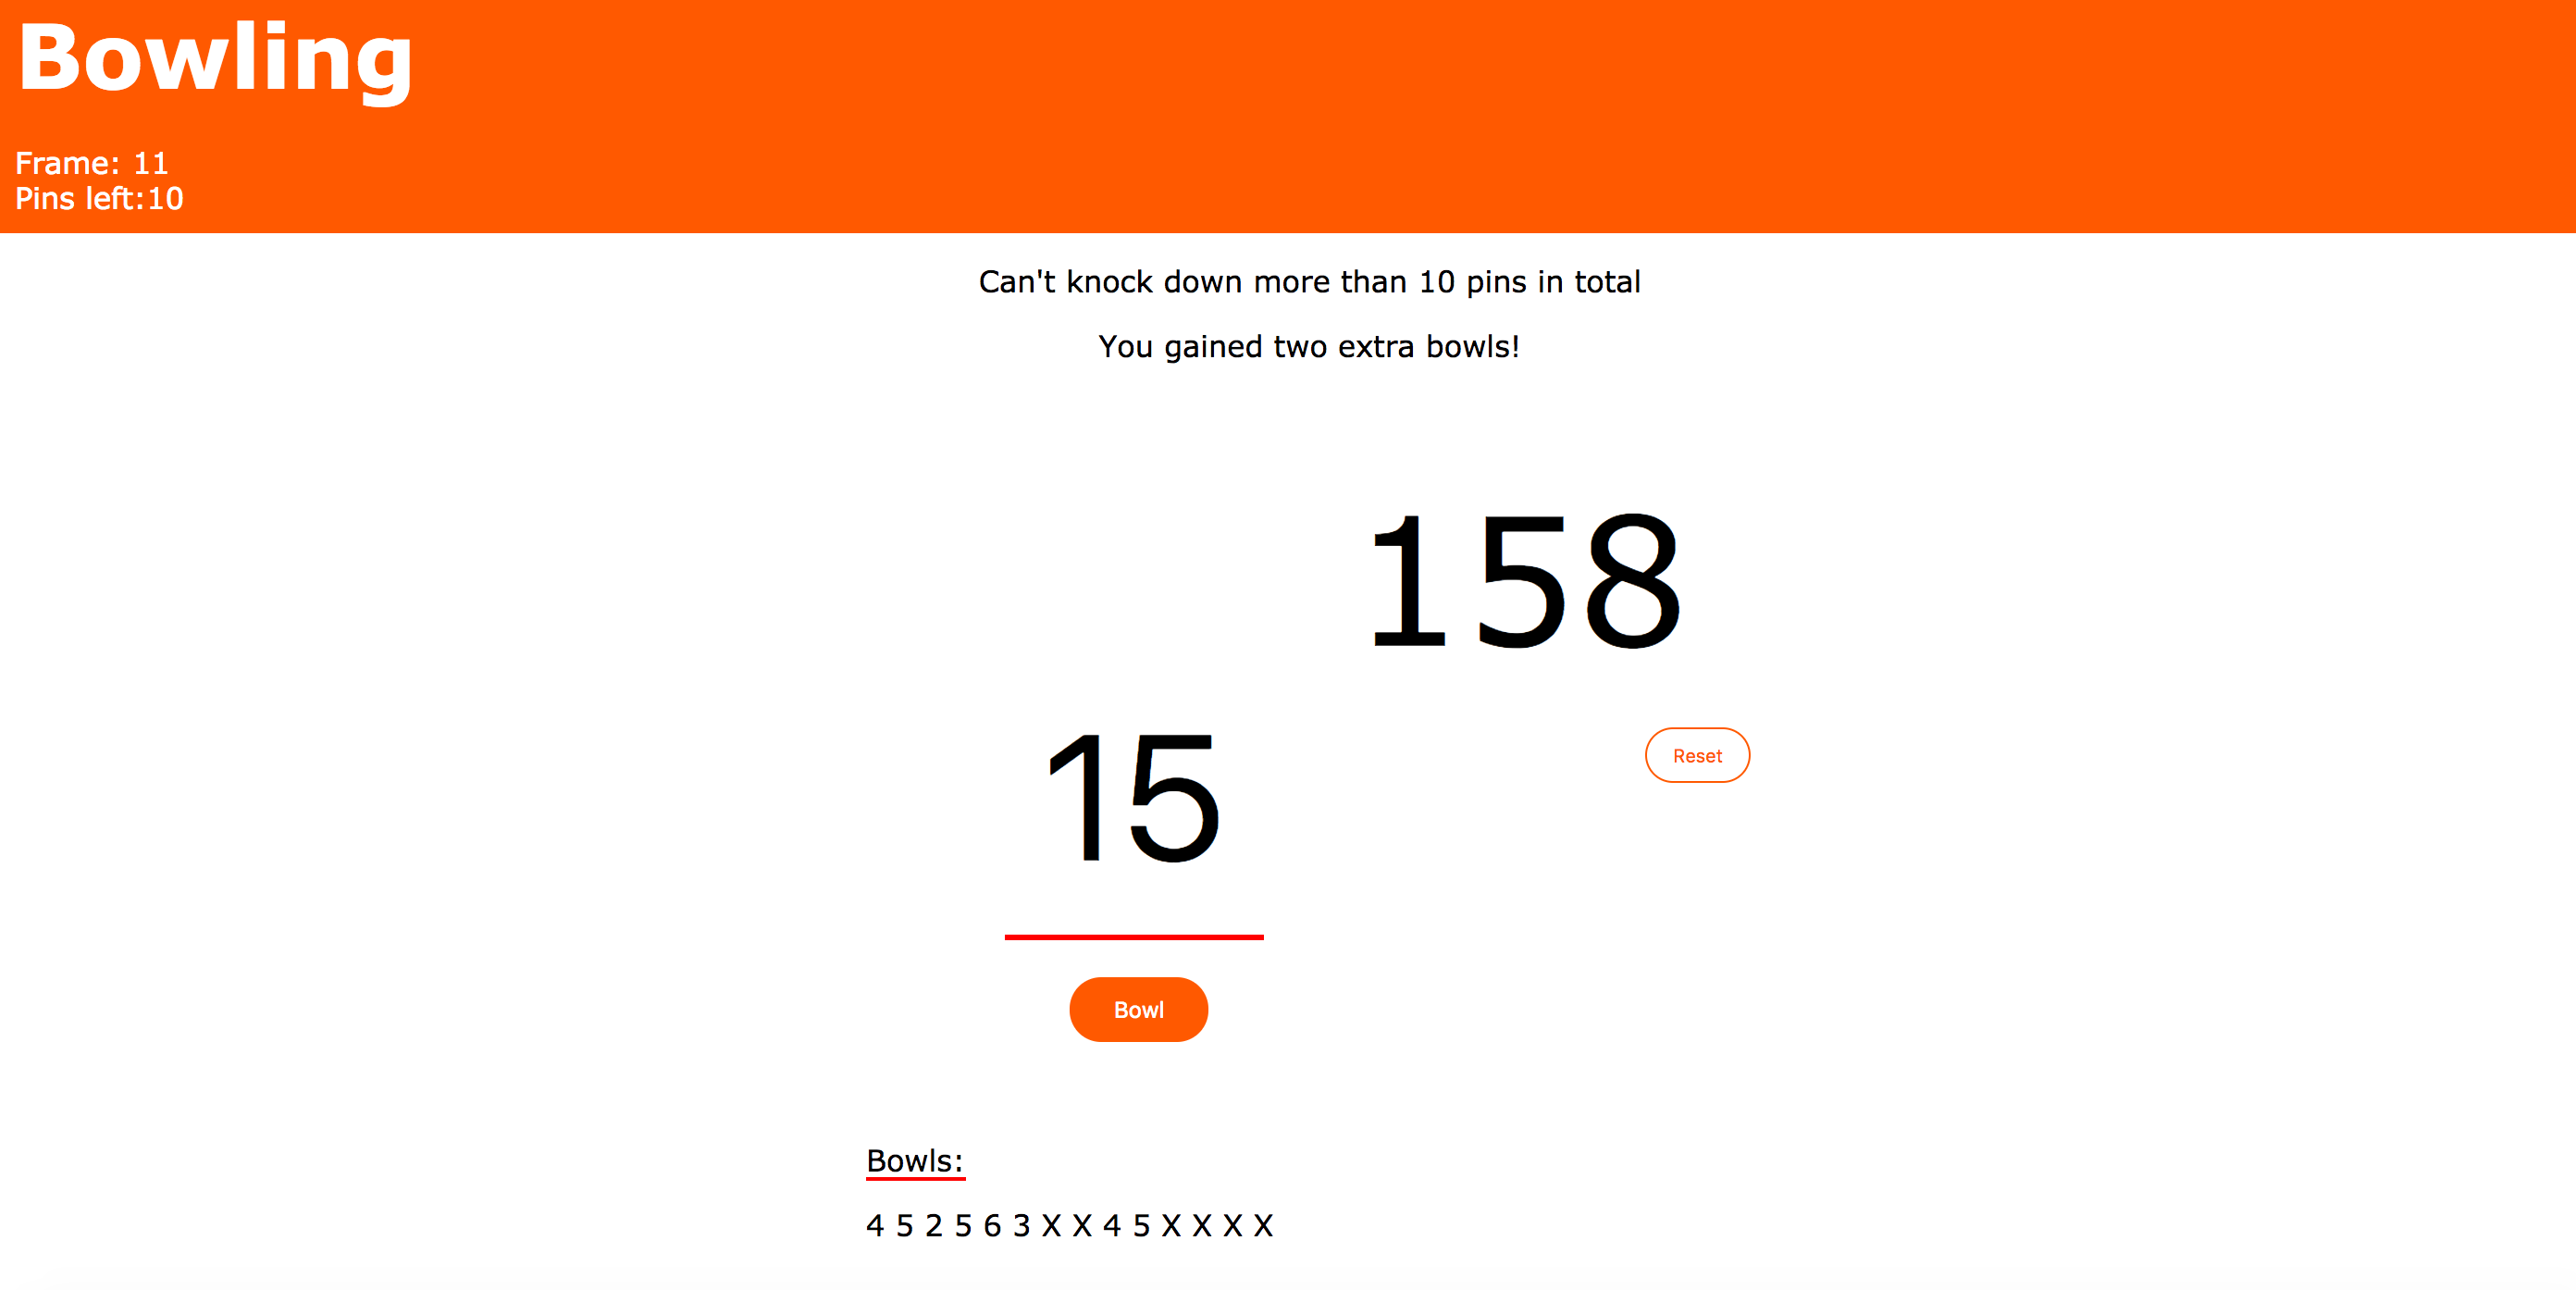 Bowling
Frame: 11
Pins left:10
Can't knock down more than 10 pins in total
You gained two extra bowls!
158
15
Reset
Bowl
Bowls:
4 5 2 5 6 3 X X 4 5 X X X X